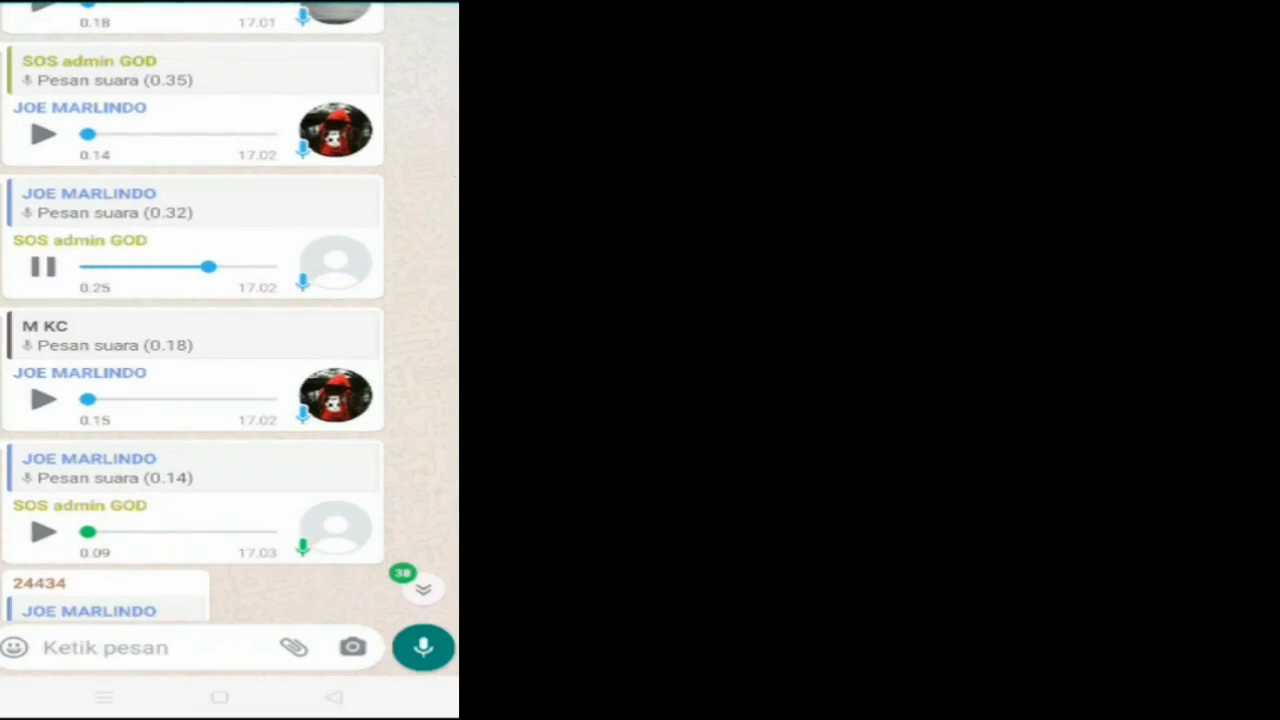 0.18 17.01
SOS admin GOD
Pesan suara (0.35)
JOE MARLINDO
0.14 17.02
JOE MARLINDO
Pesan suara (0.32)
SOS admin GOD
0.25 17.02
M KC
Pesan suara (0.18)
JOE MARLINDO
0.15 17.02
JOE MARLINDO
Pesan suara (0.14)
SOS admin GOD
0.09 17.03
38
24434
JOE MARLINDO
Ketik pesan